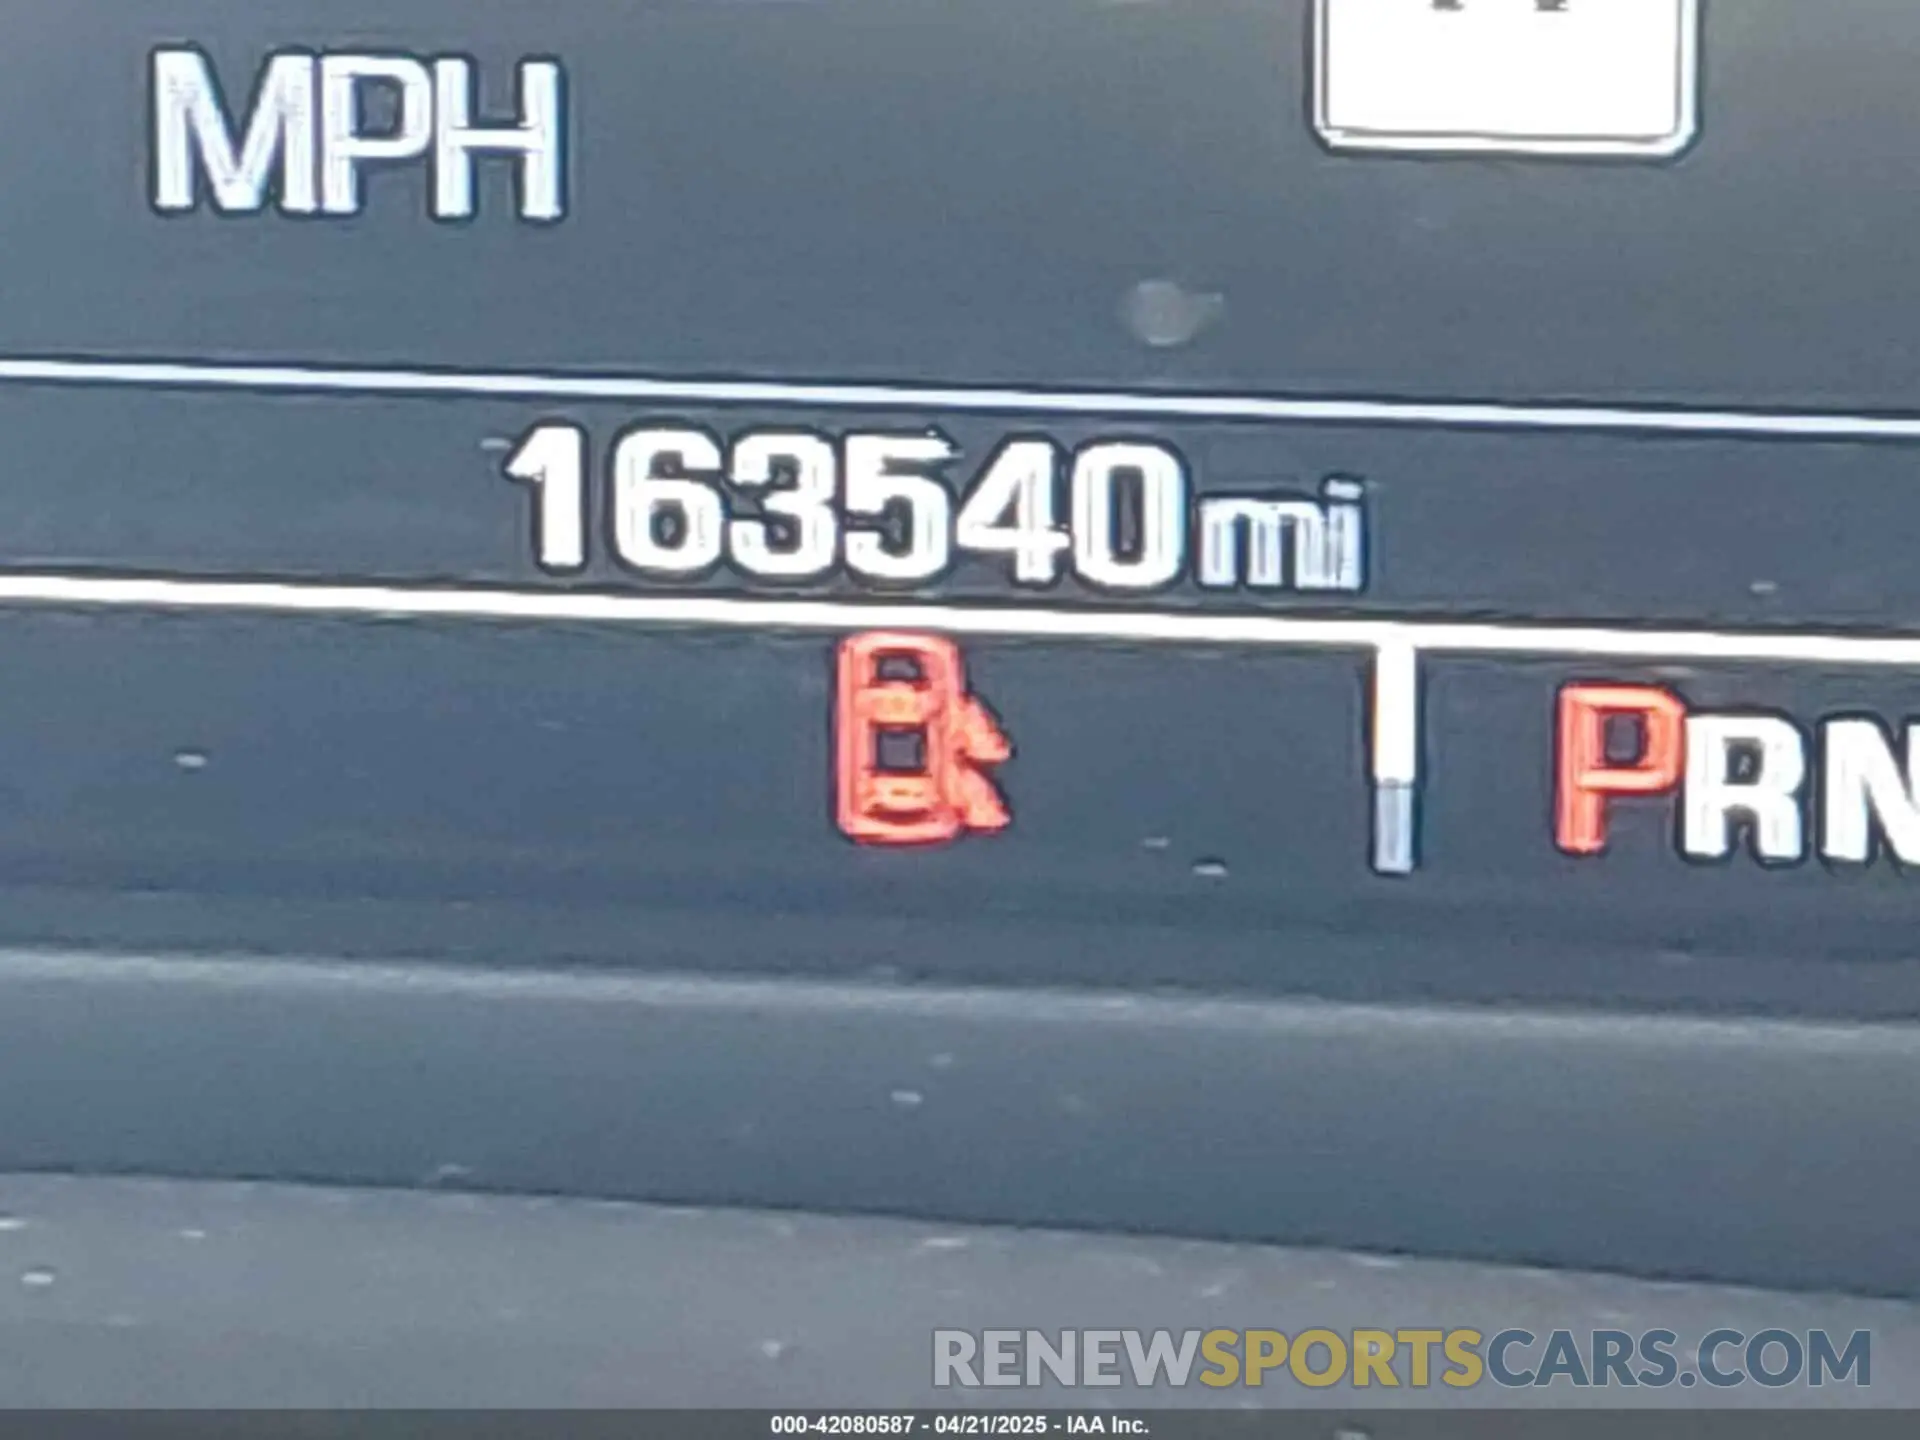 MPH
163540mi
PRN
RENEWSPORTSCARS.COM
000-42080587 - 04/21/2025 - IAA Inc.